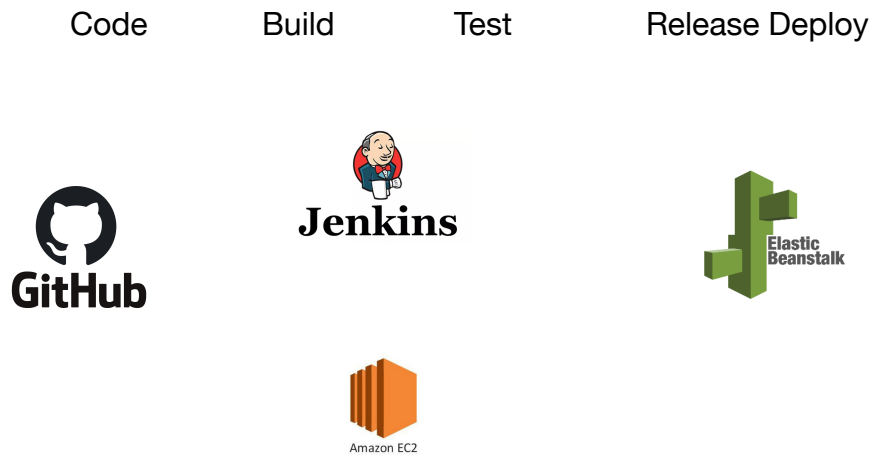 Code Build Test Release Deploy
Jenkins
GitHub
Elastic
Beanstalk
Amazon EC2